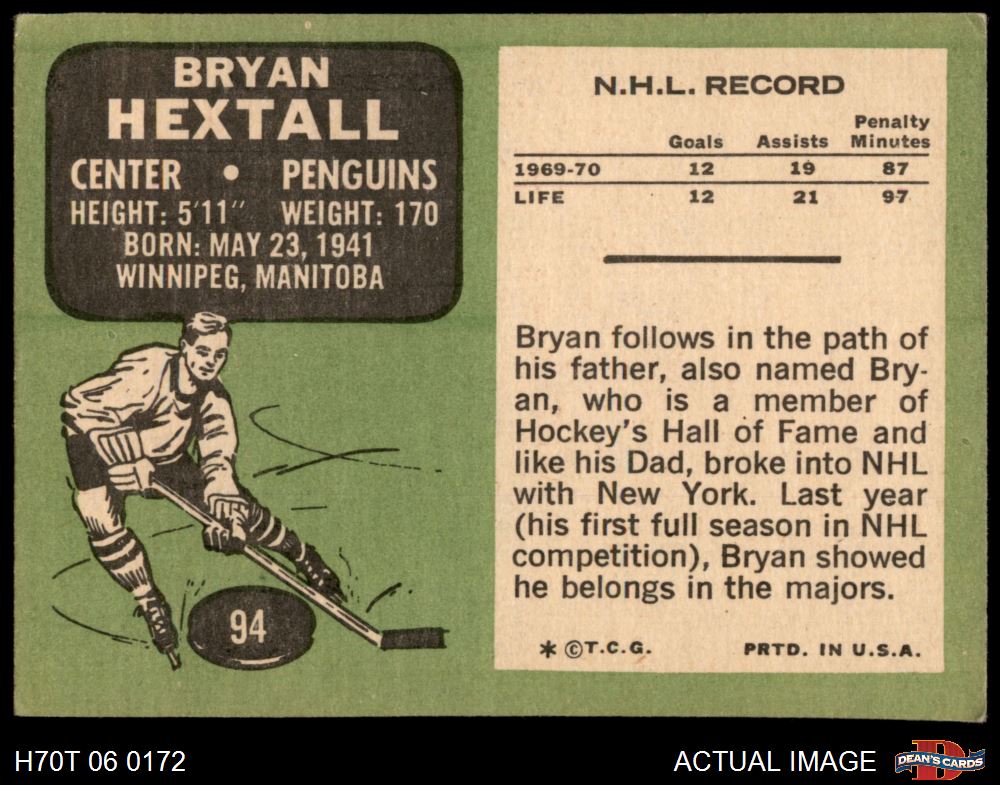 BRYAN
HEXTALL
CENTER • PENGUINS
HEIGHT: 5'11" WEIGHT: 170
BORN: MAY 23, 1941
WINNIPEG, MANITOBA
94
N.H.L. RECORD
Goals Assists Penalty Minutes
1969-70 12 19 87
LIFE 12 21 97
Bryan follows in the path of
his father, also named Bry-
an, who is a member of
Hockey's Hall of Fame and
like his Dad, broke into NHL
with New York. Last year
(his first full season in NHL
competition), Bryan showed
he belongs in the majors.
* ©T.C.G. PRTD. IN U.S.A.
H70T 06 0172 ACTUAL IMAGE DEAN'S CARDS